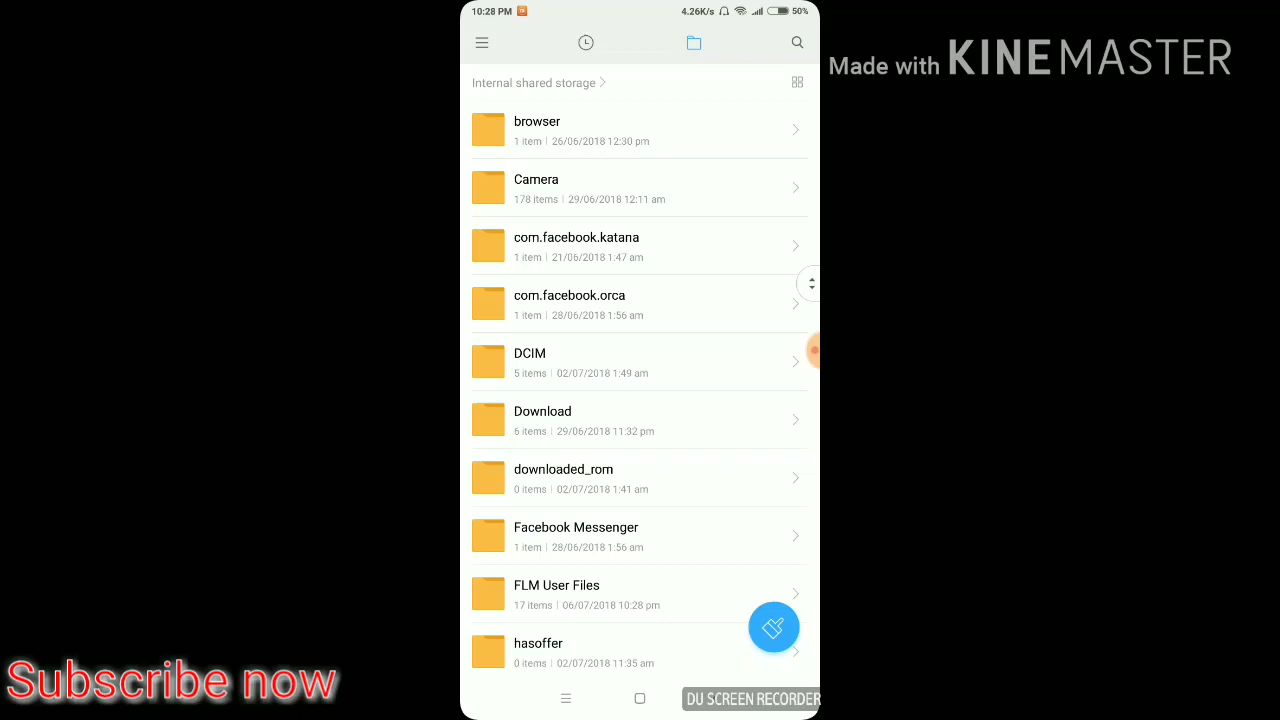 10:28 PM
4.26K/s
50%
Made with KINEMASTER
Internal shared storage
browser
1 item | 26/06/2018 12:30 pm
Camera
178 items | 29/06/2018 12:11 am
com.facebook.katana
1 item | 21/06/2018 1:47 am
com.facebook.orca
1 item | 28/06/2018 1:56 am
DCIM
5 items | 02/07/2018 1:49 am
Download
6 items | 29/06/2018 11:32 pm
downloaded_rom
0 items | 02/07/2018 1:41 am
Facebook Messenger
1 item | 28/06/2018 1:56 am
FLM User Files
17 items | 06/07/2018 10:28 pm
hasoffer
0 items | 02/07/2018 11:35 am
Subscribe now
DU SCREEN RECORDER